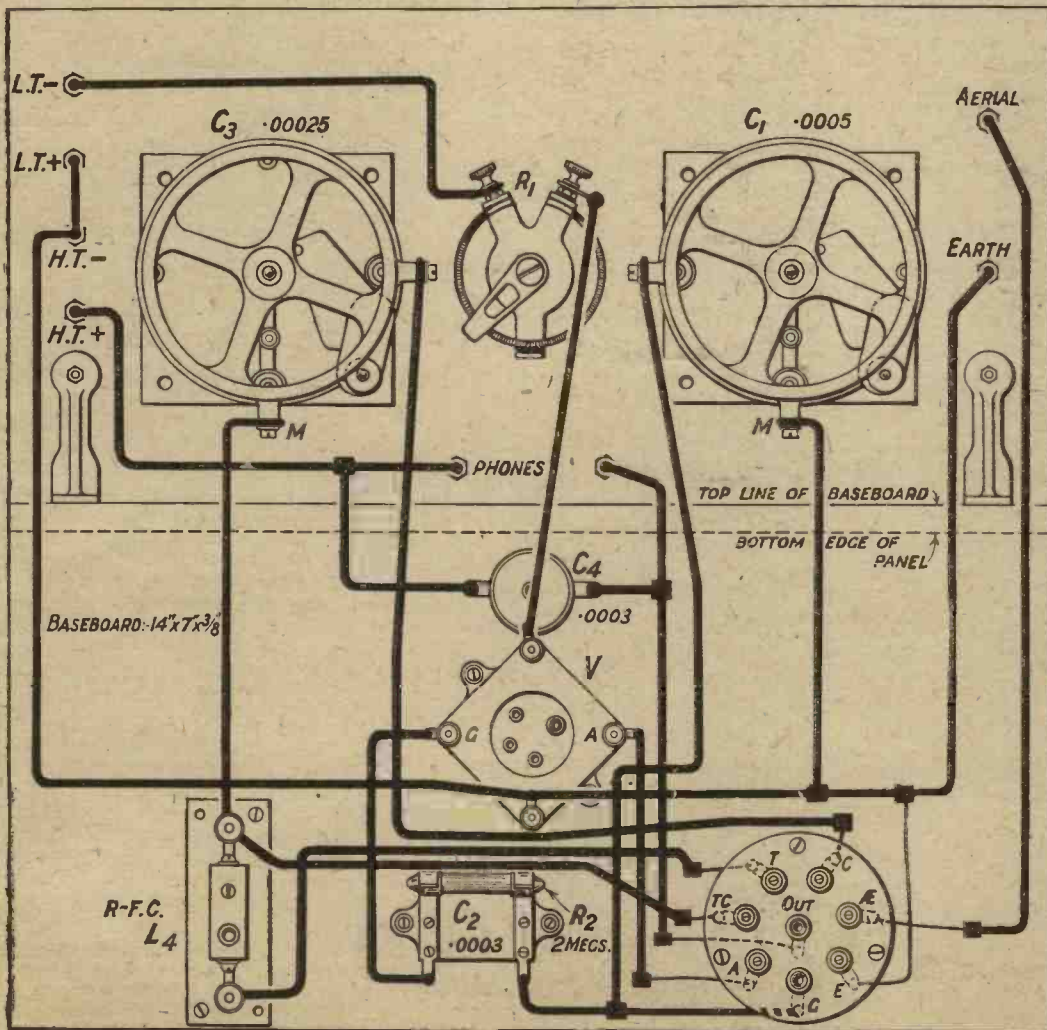 L.T.-
L.T.+
H.T.-
H.T.+
C3 .00025
R1
C1 .0005
AERIAL
EARTH
M
M
PHONES
TOP LINE OF BASEBOARD
BOTTOM EDGE OF
PANEL
C4
.0003
BASEBOARD:-14"x7"x3/8"
V
G
A
R-F.C.
L4
C2
.0003
R2
2 MEGS.
T
C
TC
OUT
Æ
A
G
E